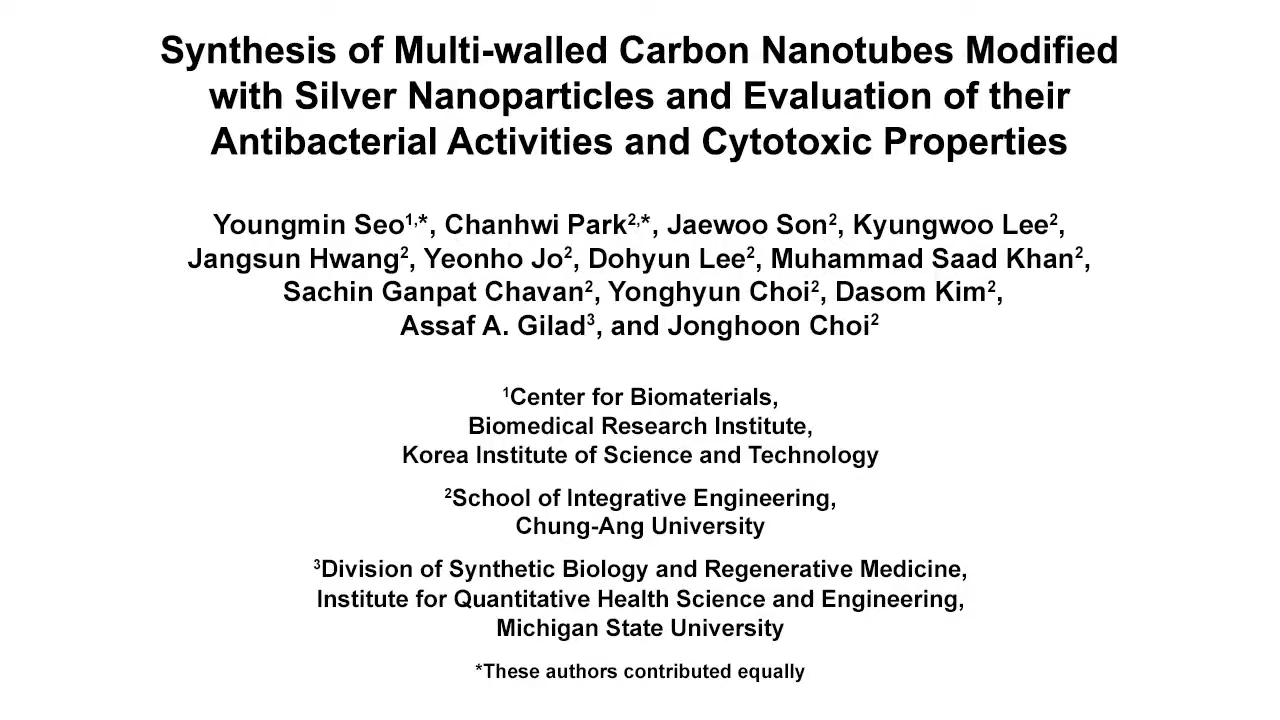 Synthesis of Multi-walled Carbon Nanotubes Modified
with Silver Nanoparticles and Evaluation of their
Antibacterial Activities and Cytotoxic Properties
Youngmin Seo¹,*, Chanhwi Park²,*, Jaewoo Son², Kyungwoo Lee²,
Jangsun Hwang², Yeonho Jo², Dohyun Lee², Muhammad Saad Khan²,
Sachin Ganpat Chavan², Yonghyun Choi², Dasom Kim²,
Assaf A. Gilad³, and Jonghoon Choi²
¹Center for Biomaterials,
Biomedical Research Institute,
Korea Institute of Science and Technology
²School of Integrative Engineering,
Chung-Ang University
³Division of Synthetic Biology and Regenerative Medicine,
Institute for Quantitative Health Science and Engineering,
Michigan State University
*These authors contributed equally